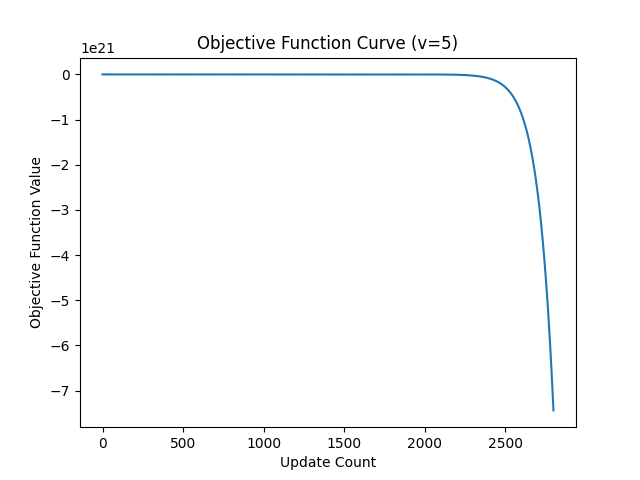 Objective Function Curve (v=5)
1e21
0
−1
−2
−3
−4
−5
−6
−7
Objective Function Value
0 500 1000 1500 2000 2500
Update Count